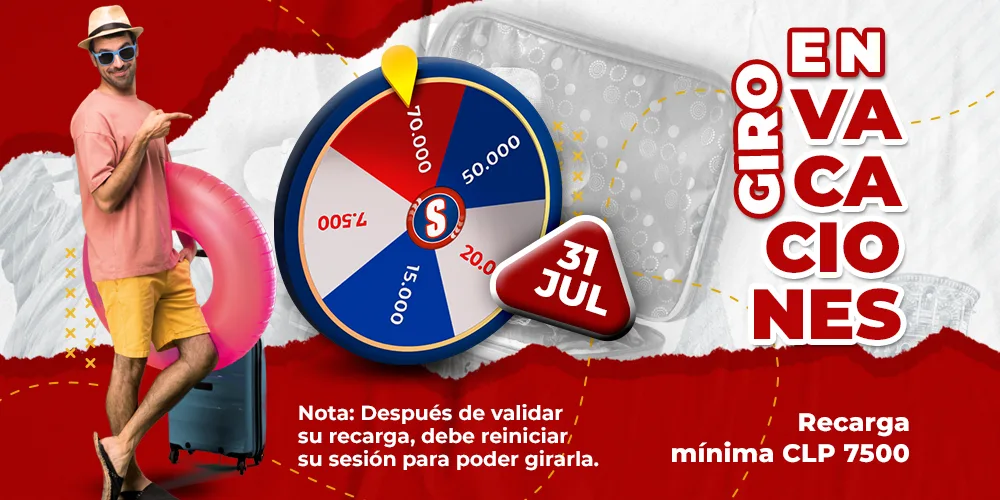 GIRO
EN
VA
CA
CIO
NES
70.000
50.000
7.500
S
15.000
31
JUL
Nota: Después de validar
su recarga, debe reiniciar
su sesión para poder girarla.
Recarga
mínima CLP 7500